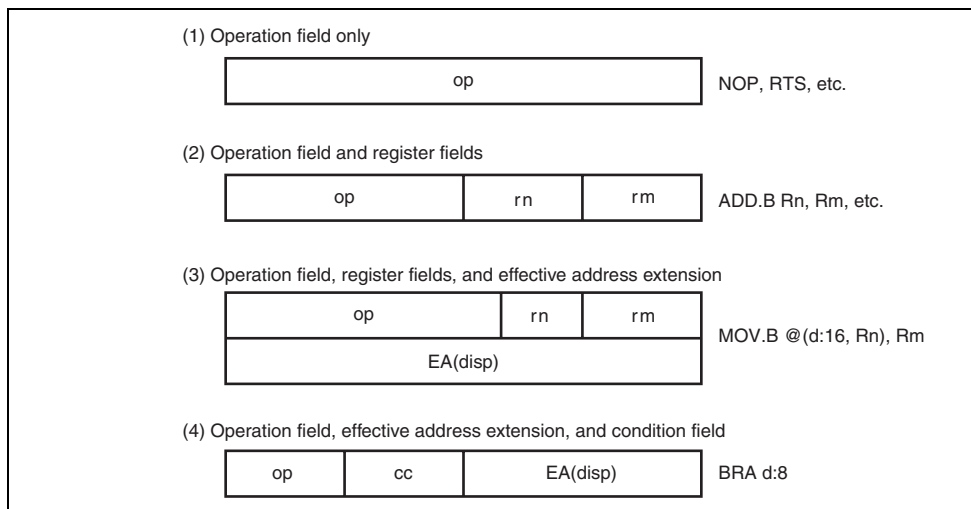 (1) Operation field only
op
NOP, RTS, etc.
(2) Operation field and register fields
op rn rm
ADD.B Rn, Rm, etc.
(3) Operation field, register fields, and effective address extension
op rn rm
EA(disp)
MOV.B @(d:16, Rn), Rm
(4) Operation field, effective address extension, and condition field
op cc EA(disp)
BRA d:8